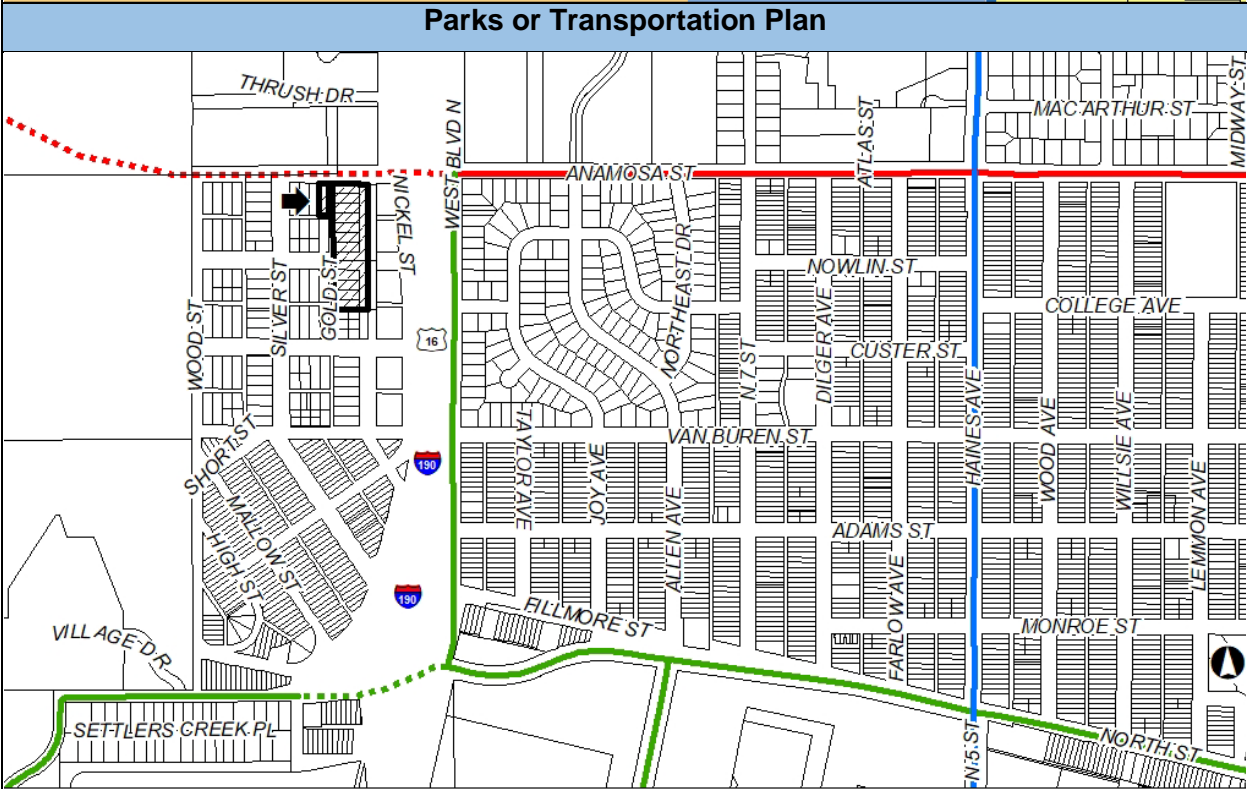 Parks or Transportation Plan
THRUSH DR
WEST BLVD N
ATLAS ST
MAC ARTHUR ST
MIDWAY ST
ANAMOSA ST
NICKEL ST
NORTHEAST DR
NOWLIN ST
SILVER ST
GOLD ST
COLLEGE AVE
WOOD ST
16
N 7 ST
DILGER AVE
CUSTER ST
HAINES AVE
WOOD AVE
WILLSIE AVE
SHORT ST
TAYLOR AVE
JOY AVE
VAN BUREN ST
190
MALLOW ST
HIGH ST
ALLEN AVE
ADAMS ST
LEMMON AVE
190
FARLOW AVE
FILLMORE ST
MONROE ST
VILLAGE DR
SETTLERS CREEK PL
N 5 ST
NORTH ST